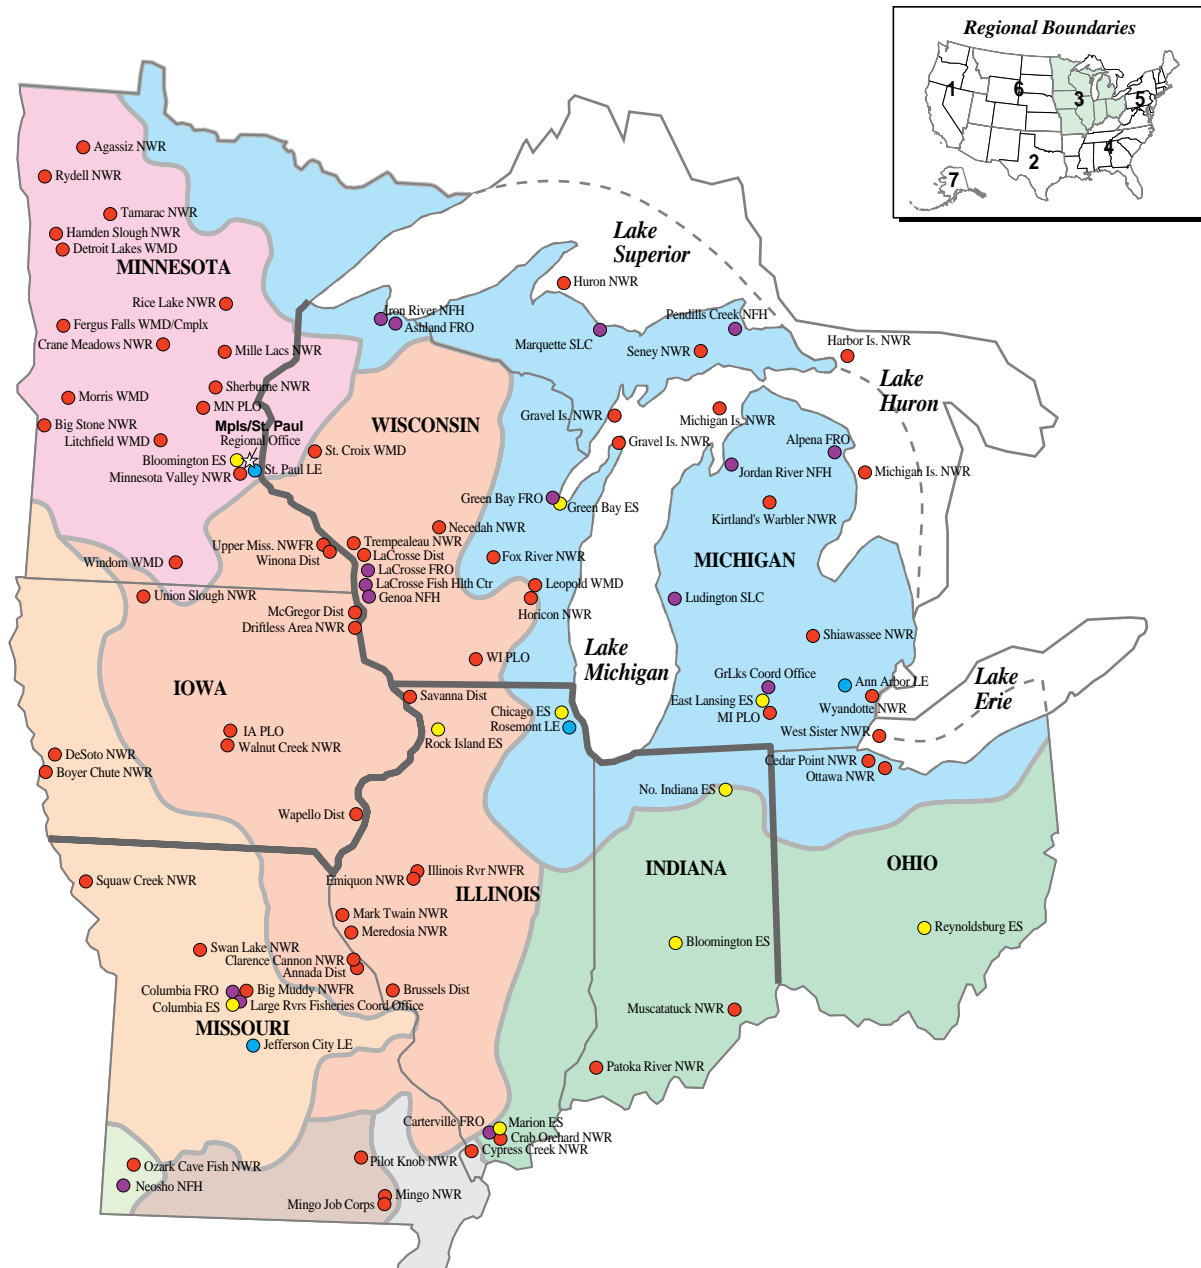 Regional Boundaries
1
6
3
5
2
4
7
Agassiz NWR
Rydell NWR
Tamarac NWR
Hamden Slough NWR
Detroit Lakes WMD
MINNESOTA
Rice Lake NWR
Fergus Falls WMD/Cmplx
Crane Meadows NWR
Mille Lacs NWR
Sherburne NWR
Morris WMD
MN PLO
Big Stone NWR
Mpls/St. Paul
Regional Office
Litchfield WMD
Bloomington ES
St. Paul LE
Minnesota Valley NWR
Windom WMD
Lake
Superior
Huron NWR
Iron River NFH
Ashland FRO
Marquette SLC
Pendills Creek NFH
Seney NWR
Harbor Is. NWR
Lake
Huron
WISCONSIN
St. Croix WMD
Gravel Is. NWR
Gravel Is. NWR
Michigan Is. NWR
Alpena FRO
Jordan River NFH
Michigan Is. NWR
Kirtland's Warbler NWR
Green Bay FRO
Green Bay ES
Necedah NWR
Upper Miss. NWFR
Winona Dist
Trempealeau NWR
LaCrosse Dist
LaCrosse FRO
LaCrosse Fish Hlth Ctr
Genoa NFH
Fox River NWR
Leopold WMD
Horicon NWR
MICHIGAN
Ludington SLC
Union Slough NWR
McGregor Dist
Driftless Area NWR
WI PLO
Lake
Michigan
Shiawassee NWR
GrLks Coord Office
East Lansing ES
MI PLO
Ann Arbor LE
Wyandotte NWR
West Sister NWR
Lake
Erie
IOWA
Savanna Dist
Chicago ES
Rosemont LE
Rock Island ES
IA PLO
Walnut Creek NWR
DeSoto NWR
Boyer Chute NWR
Cedar Point NWR
Ottawa NWR
No. Indiana ES
Wapello Dist
Squaw Creek NWR
Illinois Rvr NWFR
Emiquon NWR
ILLINOIS
INDIANA
OHIO
Mark Twain NWR
Meredosia NWR
Swan Lake NWR
Clarence Cannon NWR
Annada Dist
Reynoldsburg ES
Bloomington ES
Columbia FRO
Big Muddy NWFR
Brussels Dist
Columbia ES
Large Rvrs Fisheries Coord Office
MISSOURI
Jefferson City LE
Muscatatuck NWR
Patoka River NWR
Carterville FRO
Marion ES
Crab Orchard NWR
Cypress Creek NWR
Ozark Cave Fish NWR
Neosho NFH
Pilot Knob NWR
Mingo NWR
Mingo Job Corps